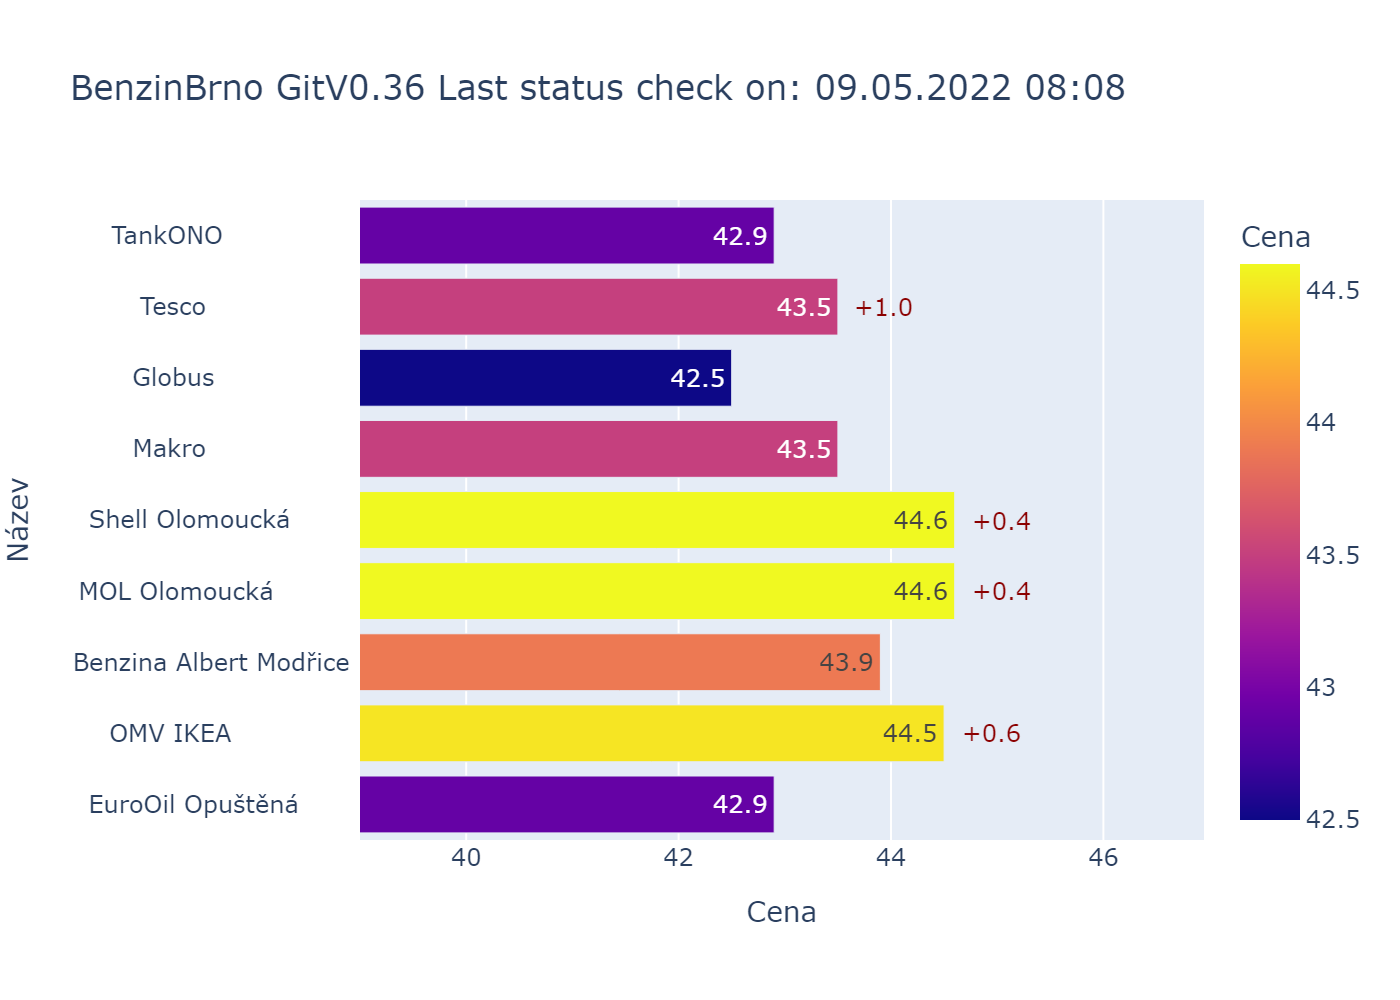 BenzinBrno GitV0.36 Last status check on: 09.05.2022 08:08
Název
TankONO 42.9
Tesco 43.5 +1.0
Globus 42.5
Makro 43.5
Shell Olomoucká 44.6 +0.4
MOL Olomoucká 44.6 +0.4
Benzina Albert Modřice 43.9
OMV IKEA 44.5 +0.6
EuroOil Opuštěná 42.9
40 42 44 46
Cena
Cena
44.5
44
43.5
43
42.5